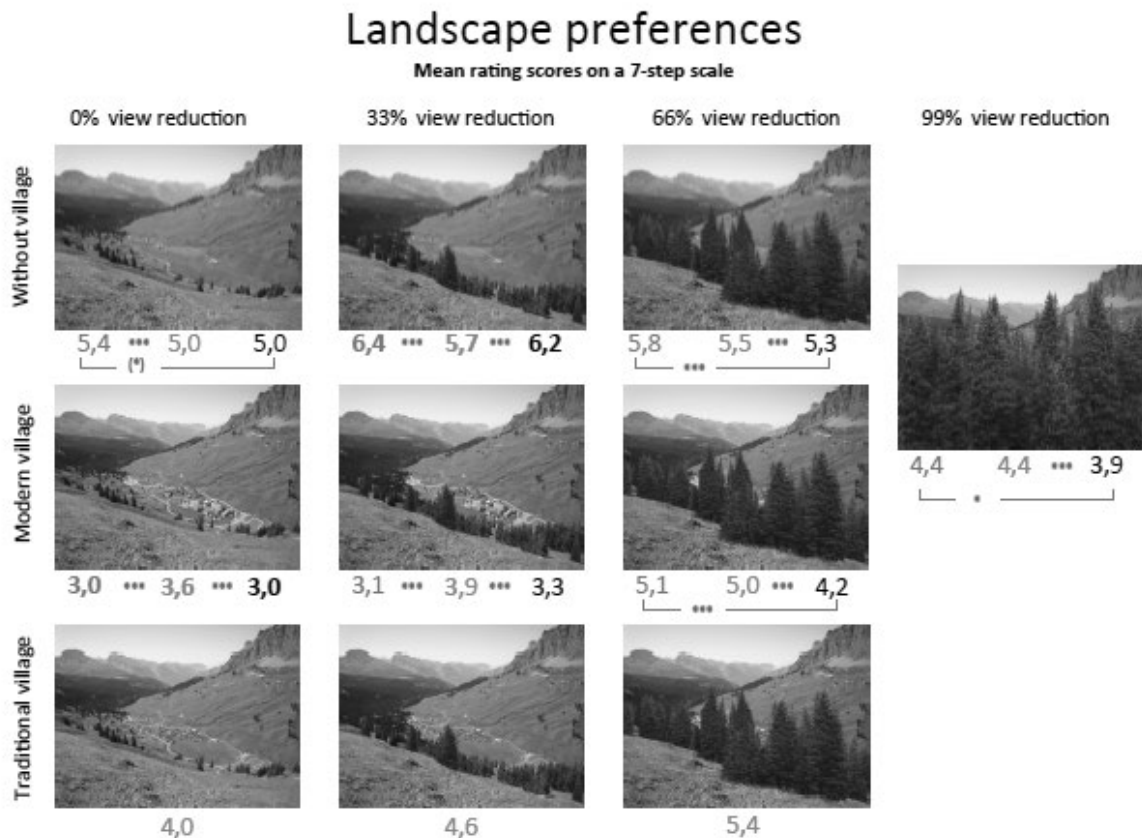 Landscape preferences
Mean rating scores on a 7-step scale
0% view reduction
33% view reduction
66% view reduction
99% view reduction
Without village
5,4 *** 5,0 5,0
(*)
6,4 *** 5,7 *** 6,2
5,8 5,5 *** 5,3
***
4,4 4,4 *** 3,9
*
Modern village
3,0 *** 3,6 *** 3,0
3,1 *** 3,9 *** 3,3
5,1 5,0 *** 4,2
***
Traditional village
4,0
4,6
5,4